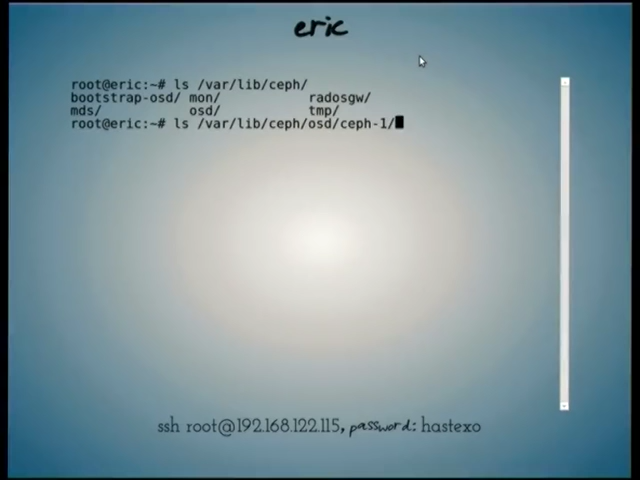 eric
root@eric:~# ls /var/lib/ceph/
bootstrap-osd/ mon/ radosgw/
mds/ osd/ tmp/
root@eric:~# ls /var/lib/ceph/osd/ceph-1/
ssh root@192.168.122.115, password: hastexo